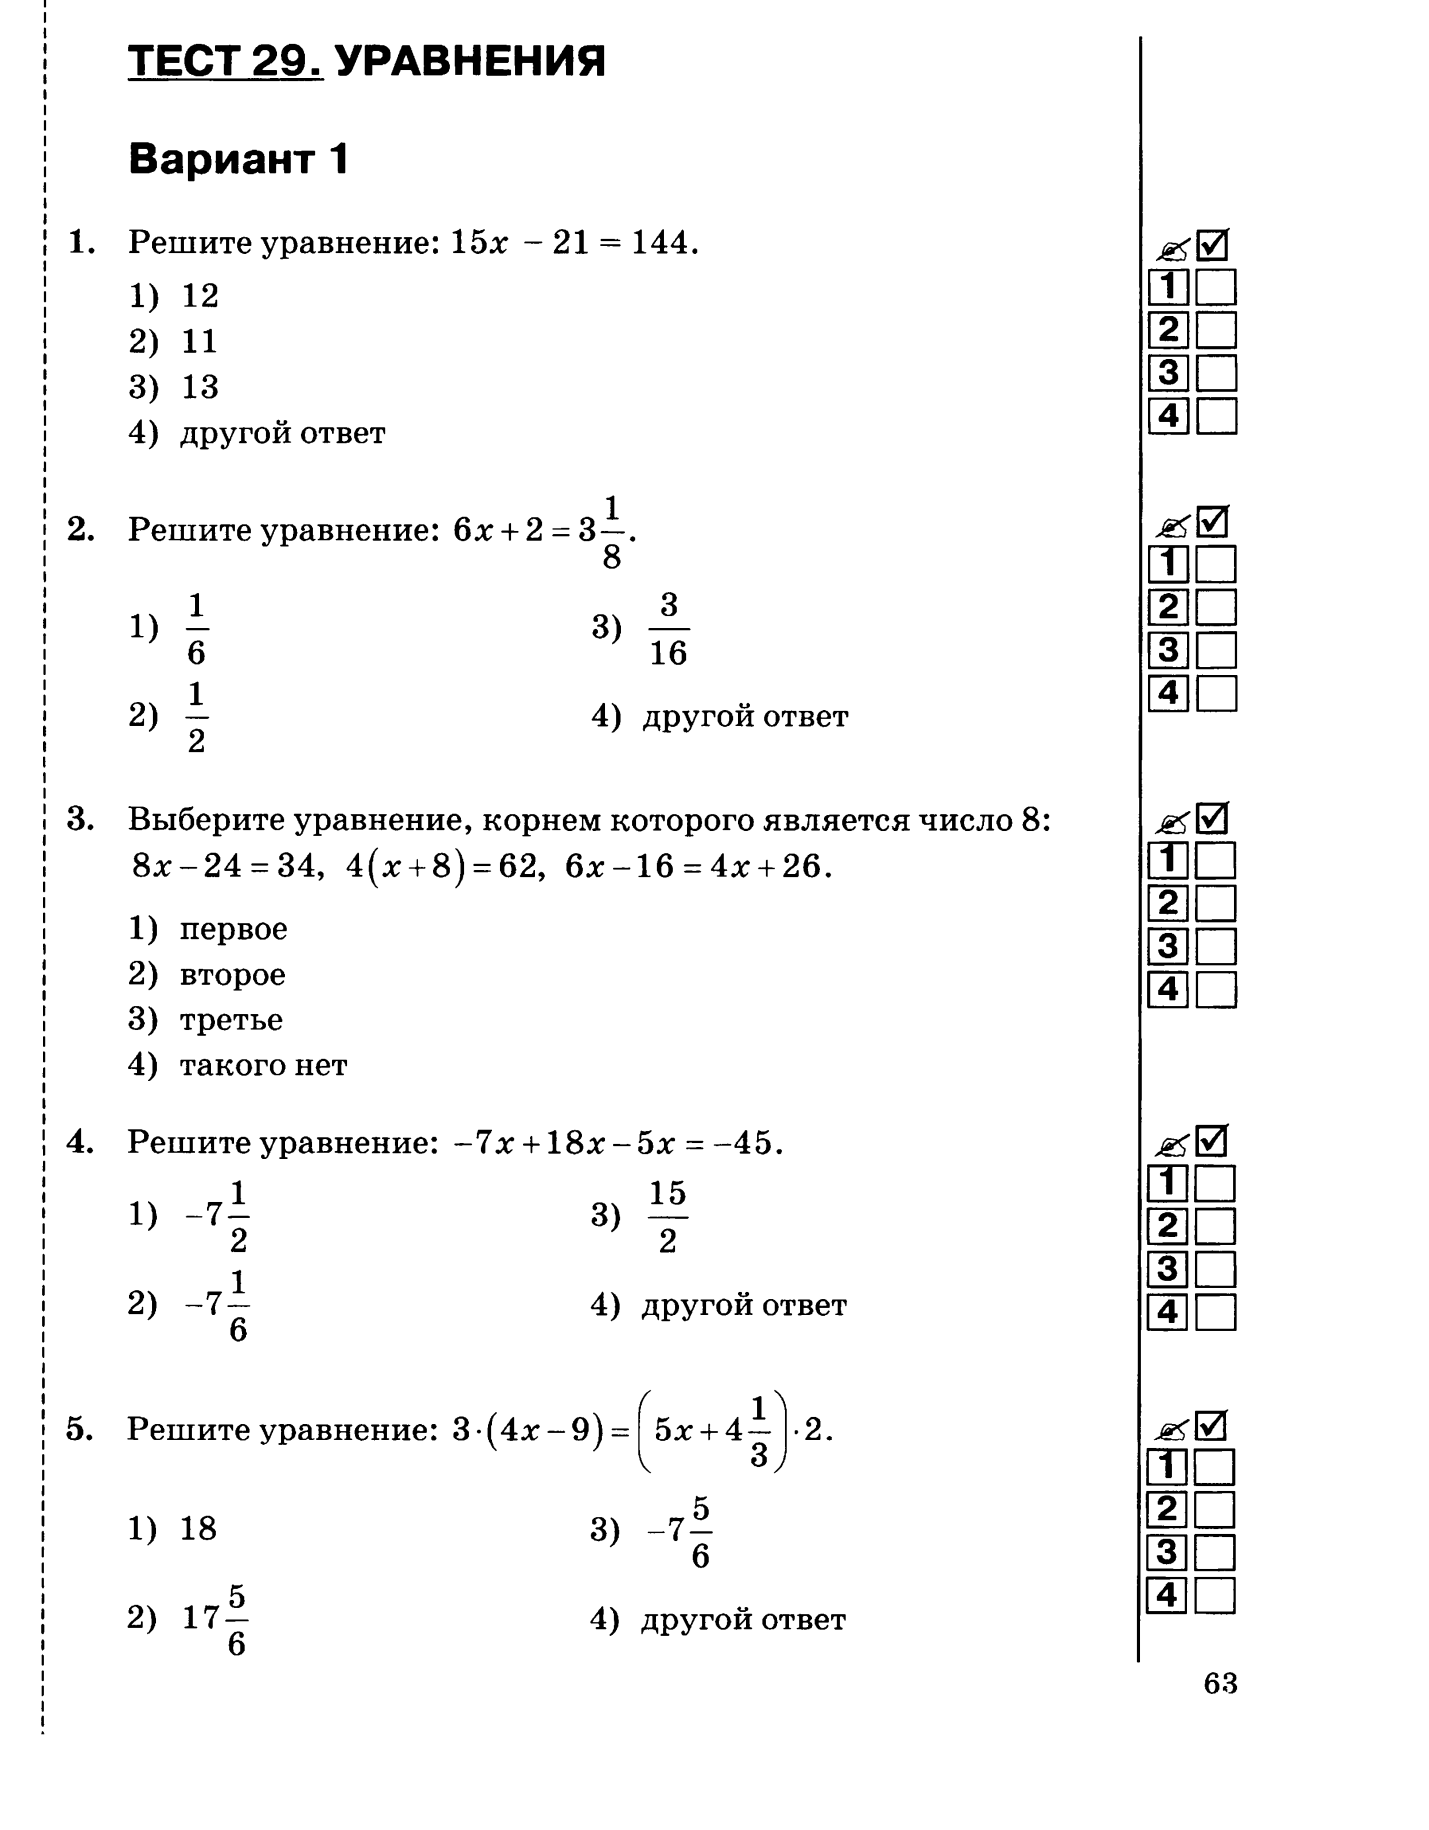 ТЕСТ 29. УРАВНЕНИЯ
Вариант 1
1. Решите уравнение: 15x − 21 = 144.
1) 12
2) 11
3) 13
4) другой ответ
1
2
3
4
2. Решите уравнение: 6x + 2 = 3 1/8.
1) 1/6
3) 3/16
2) 1/2
4) другой ответ
1
2
3
4
3. Выберите уравнение, корнем которого является число 8:
8x − 24 = 34, 4(x + 8) = 62, 6x − 16 = 4x + 26.
1) первое
2) второе
3) третье
4) такого нет
1
2
3
4
4. Решите уравнение: −7x + 18x − 5x = −45.
1) −7 1/2
3) 15/2
2) −7 1/6
4) другой ответ
1
2
3
4
5. Решите уравнение: 3·(4x − 9) = (5x + 4 1/3)·2.
1) 18
3) −7 5/6
2) 17 5/6
4) другой ответ
1
2
3
4
63